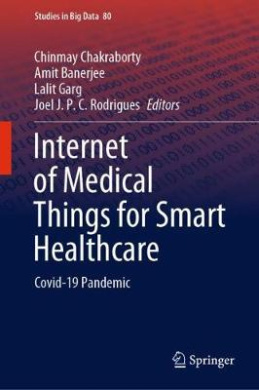 Studies in Big Data 80
Chinmay Chakraborty
Amit Banerjee
Lalit Garg
Joel J. P. C. Rodrigues Editors
Internet
of Medical
Things for Smart
Healthcare
Covid-19 Pandemic
Springer